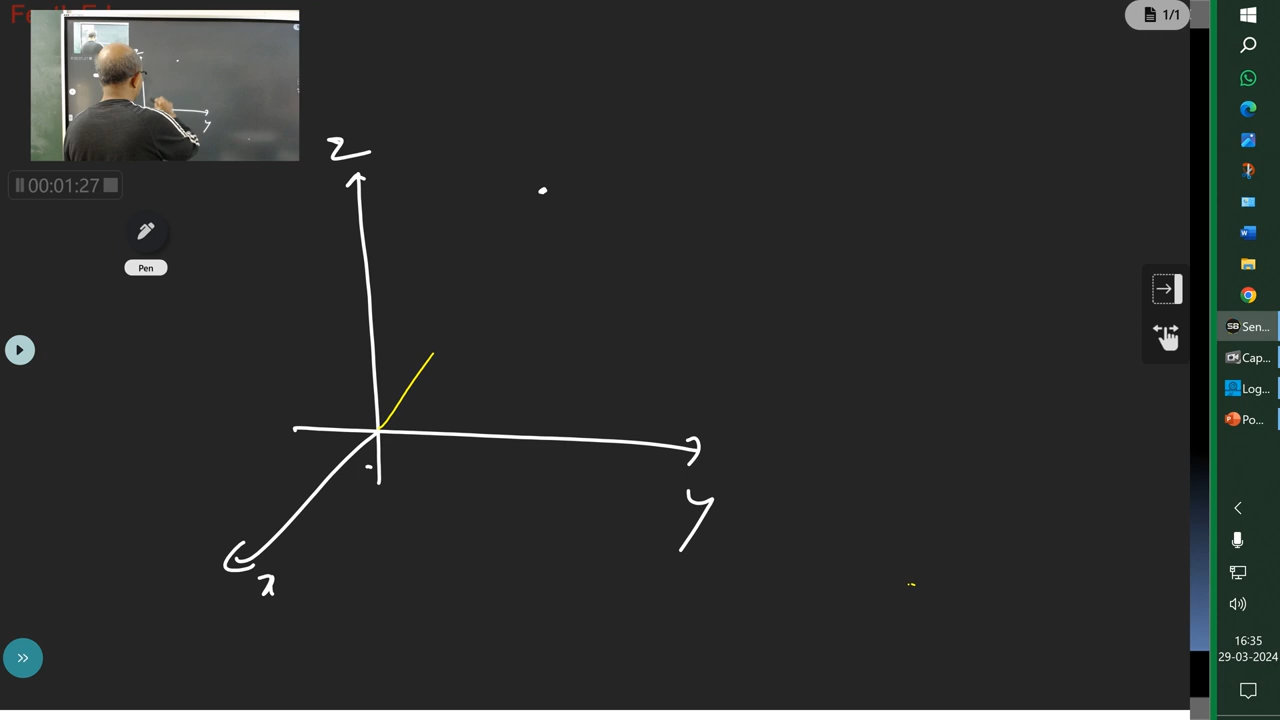 1/1
z
00:01:27
Pen
y
x
Sen...
Cap...
Log...
Po...
16:35
29-03-2024